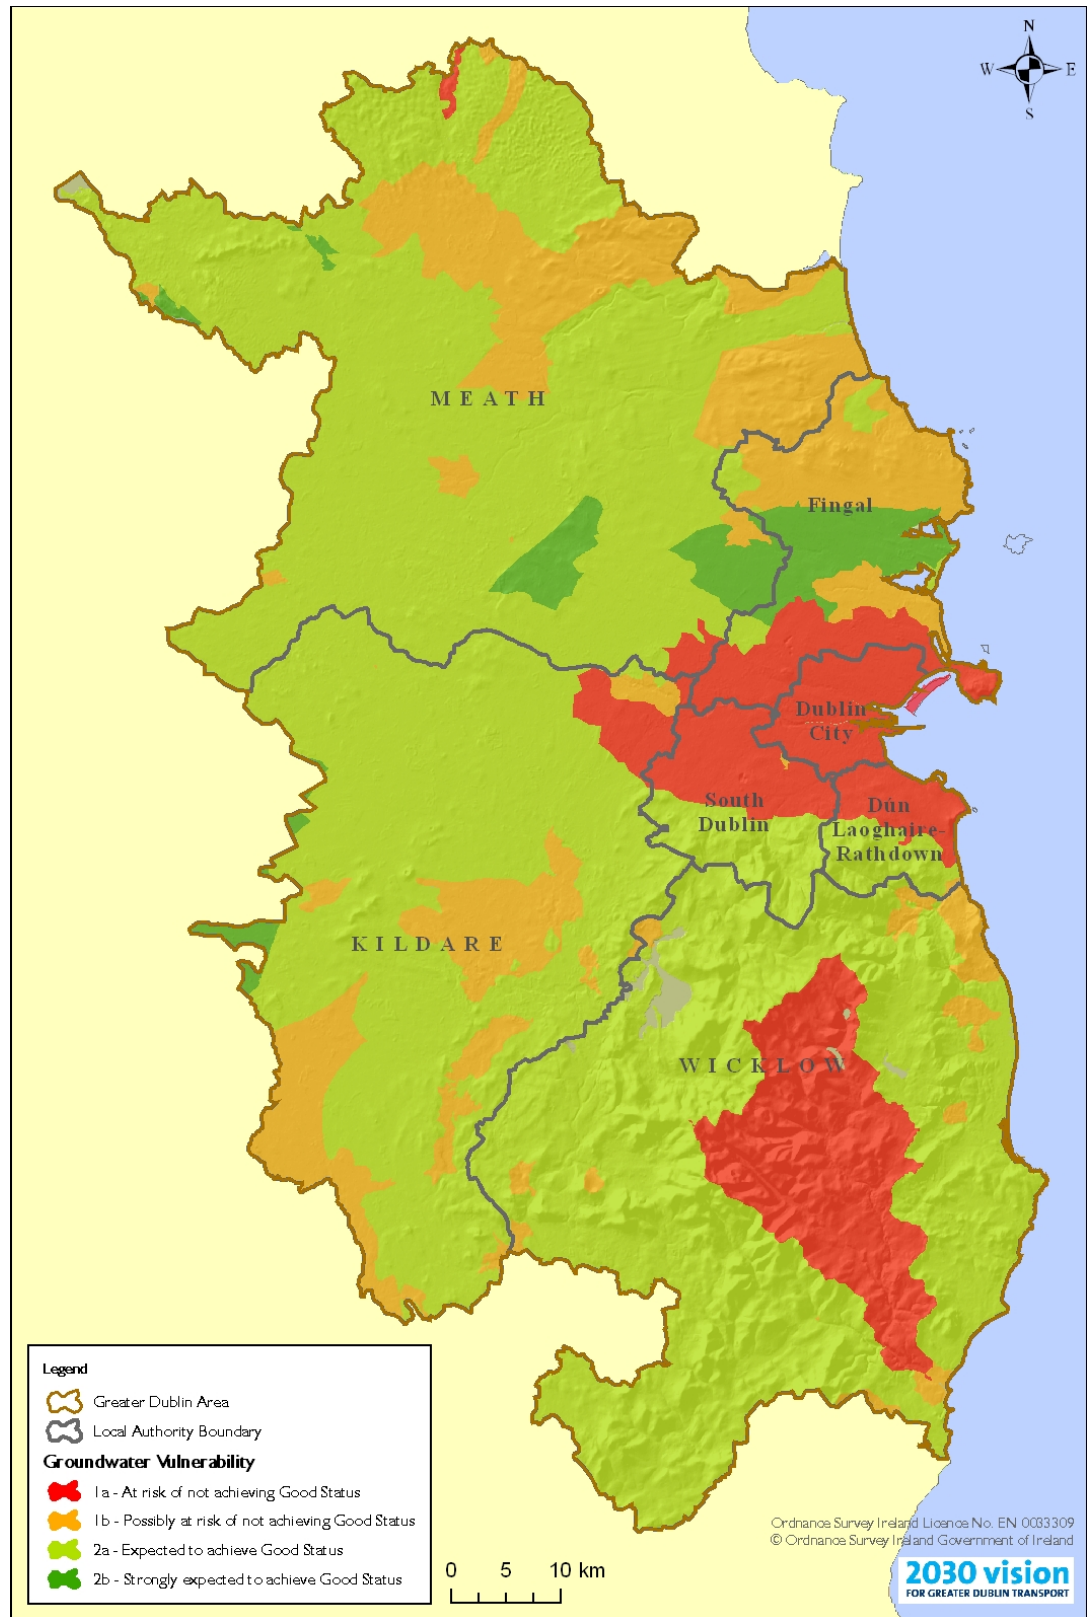 N
W E
S
MEATH
Fingal
Dublin
City
South
Dublin
Dún
Laoghaire-
Rathdown
KILDARE
WICKLOW
Legend
Greater Dublin Area
Local Authority Boundary
Groundwater Vulnerability
1a - At risk of not achieving Good Status
1b - Possibly at risk of not achieving Good Status
2a - Expected to achieve Good Status
2b - Strongly expected to achieve Good Status
0 5 10 km
Ordnance Survey Ireland Licence No. EN 0033309
© Ordnance Survey Ireland Government of Ireland
2030 vision
FOR GREATER DUBLIN TRANSPORT